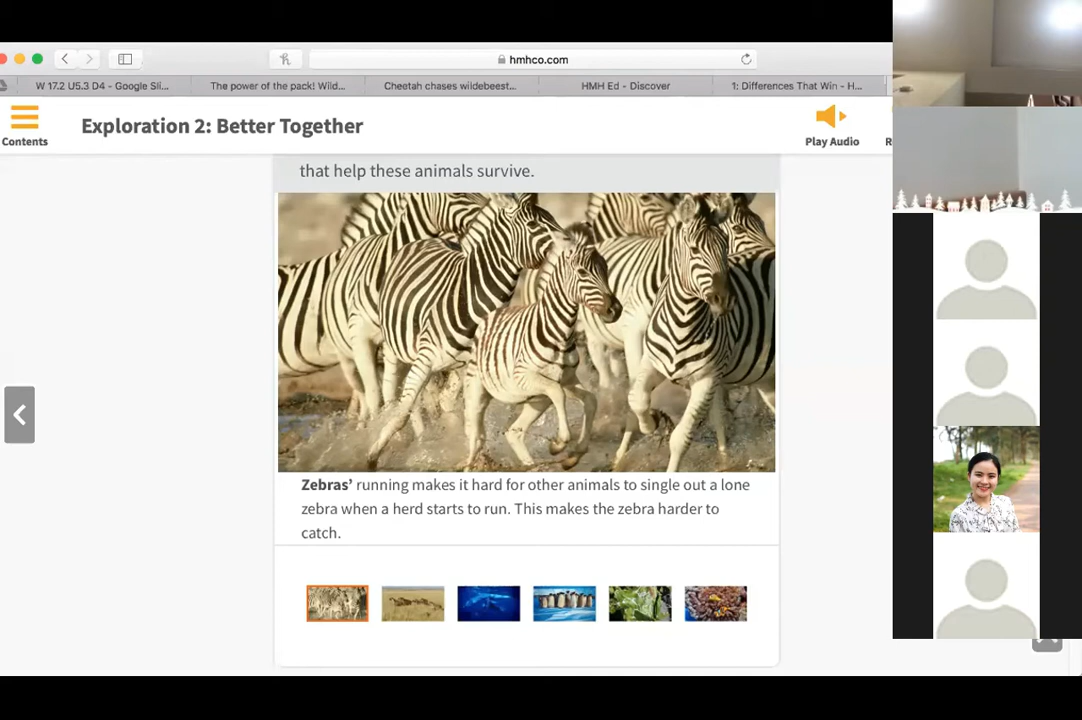 hmhco.com
W 17.2 U5.3 D4 - Google Sli...
The power of the pack! Wild...
Cheetah chases wildebeest...
HMH Ed - Discover
1: Differences That Win - H...
Contents
Exploration 2: Better Together
Play Audio
R
that help these animals survive.
Zebras’ running makes it hard for other animals to single out a lone
zebra when a herd starts to run. This makes the zebra harder to
catch.